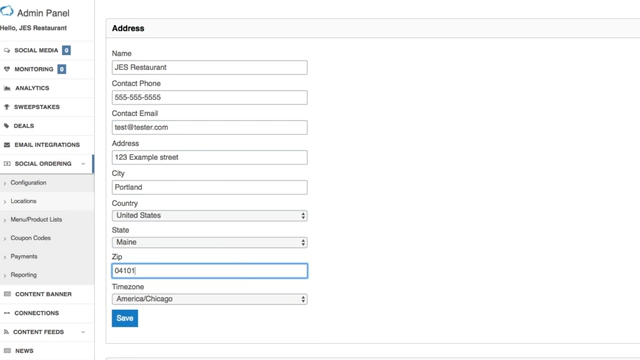 Admin Panel
Hello, JES Restaurant
SOCIAL MEDIA 0
MONITORING 0
ANALYTICS
SWEEPSTAKES
DEALS
EMAIL INTEGRATIONS
SOCIAL ORDERING
Configuration
Locations
Menu/Product Lists
Coupon Codes
Payments
Reporting
CONTENT BANNER
CONNECTIONS
CONTENT FEEDS
NEWS
Address
Name
JES Restaurant
Contact Phone
555-555-5555
Contact Email
test@tester.com
Address
123 Example street
City
Portland
Country
United States
State
Maine
Zip
04101
Timezone
America/Chicago
Save